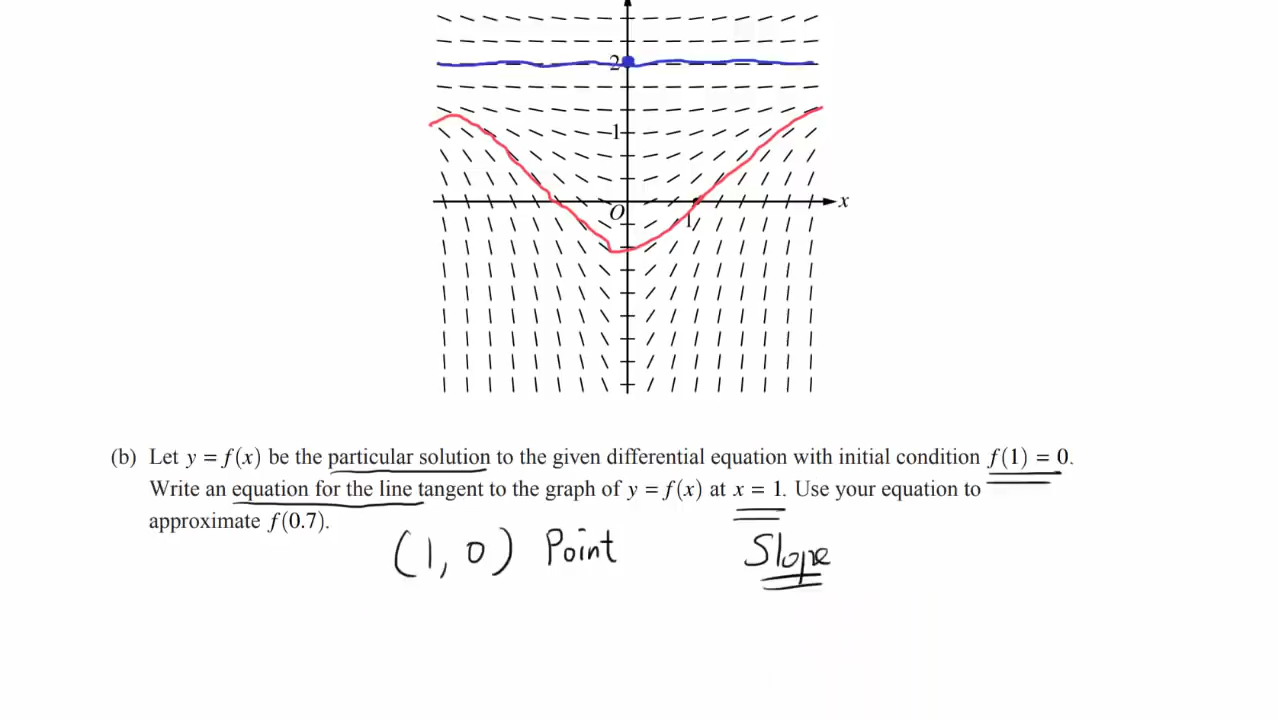 2
1
x
O
1
(b) Let y = f(x) be the particular solution to the given differential equation with initial condition f(1) = 0.
Write an equation for the line tangent to the graph of y = f(x) at x = 1. Use your equation to
approximate f(0.7).
(1, 0) Point Slope